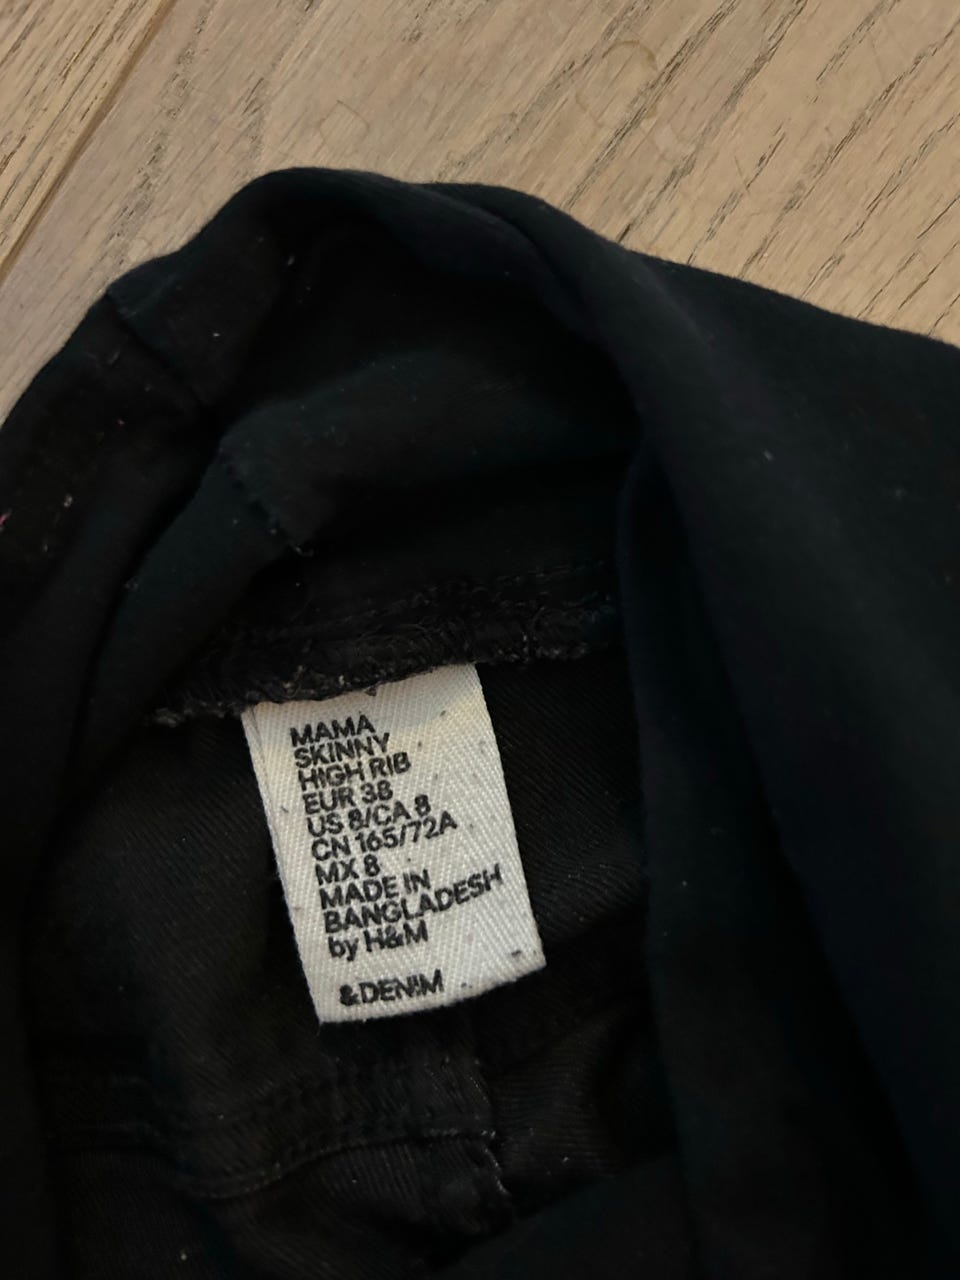 MAMA
SKINNY
HIGH RIB
EUR 38
US 8/CA 8
CN 165/72A
MX 8
MADE IN
BANGLADESH
by H&M
&DENIM